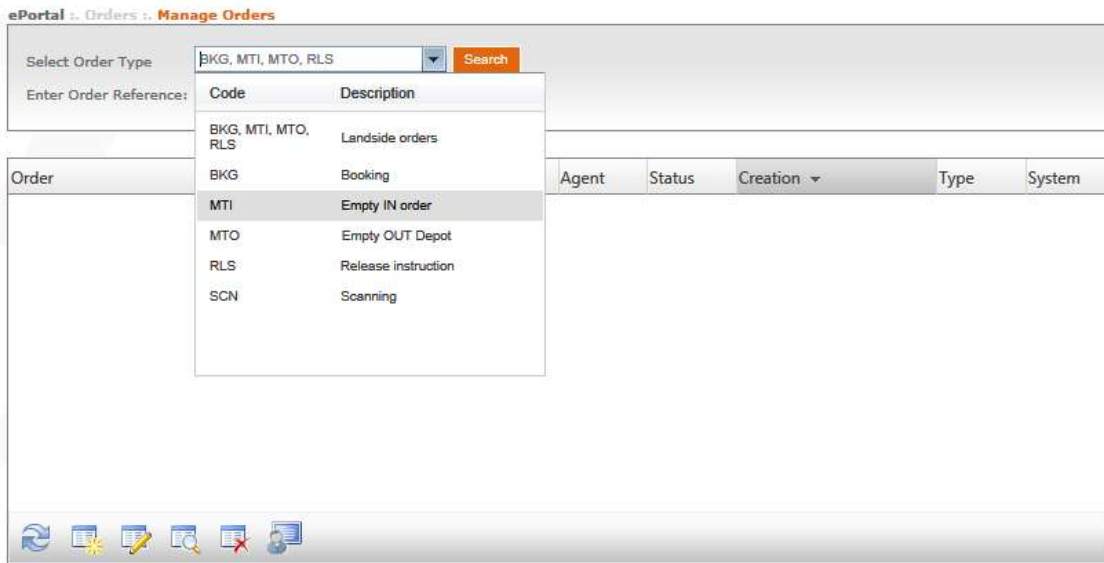 ePortal :. Orders :. Manage Orders
Select Order Type BKG, MTI, MTO, RLS Search
Enter Order Reference:
Code Description
BKG, MTI, MTO, RLS Landside orders
BKG Booking
MTI Empty IN order
MTO Empty OUT Depot
RLS Release instruction
SCN Scanning
Order Agent Status Creation Type System